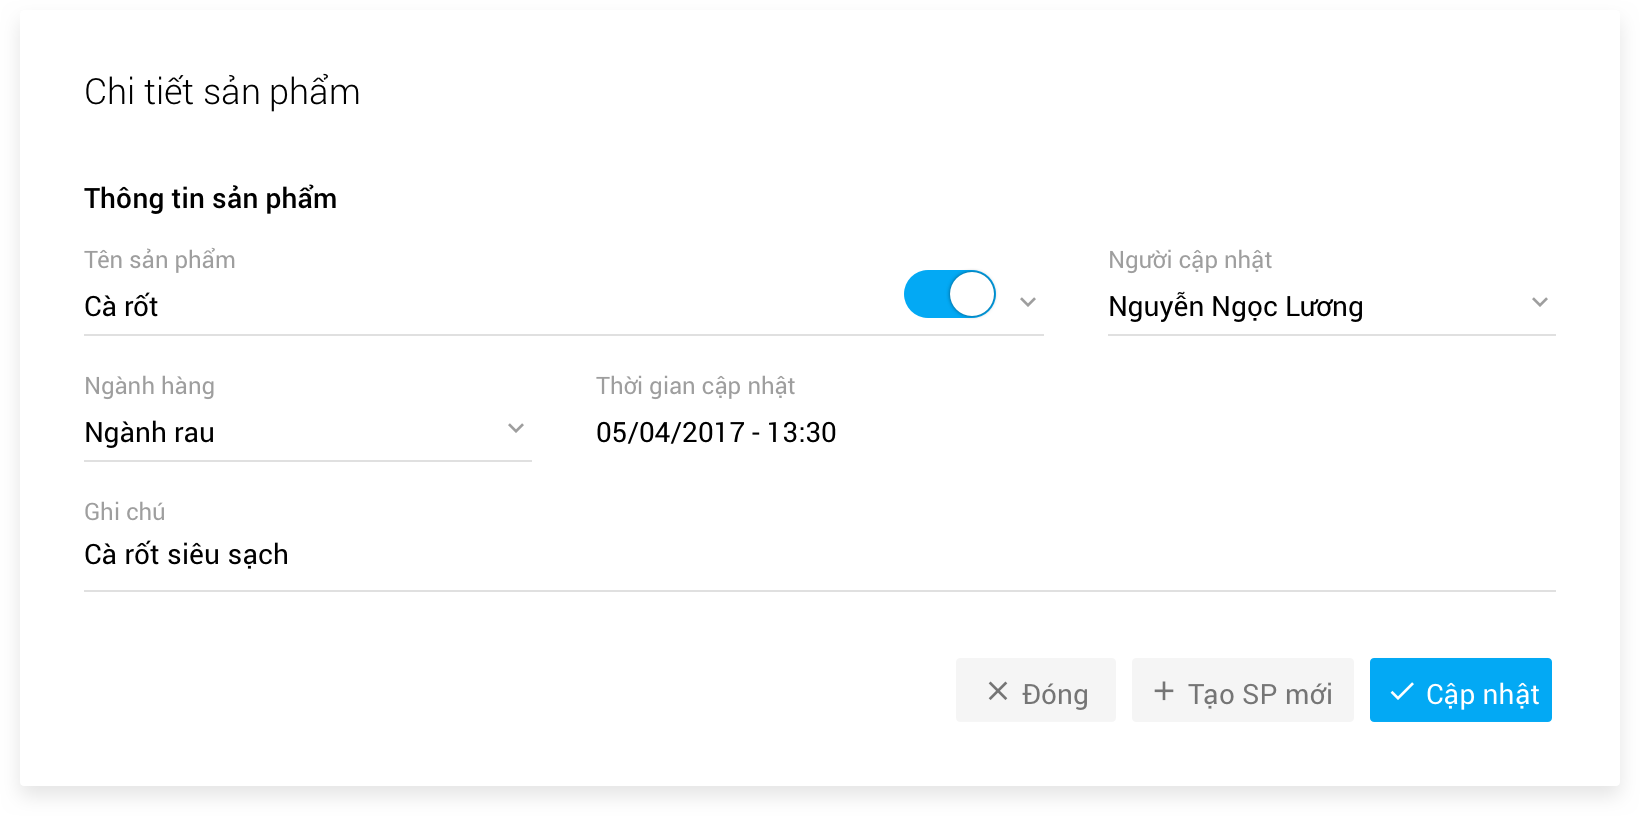 Chi tiết sản phẩm
Thông tin sản phẩm
Tên sản phẩm
Cà rốt
Người cập nhật
Nguyễn Ngọc Lương
Ngành hàng
Ngành rau
Thời gian cập nhật
05/04/2017 - 13:30
Ghi chú
Cà rốt siêu sạch
Đóng
Tạo SP mới
Cập nhật